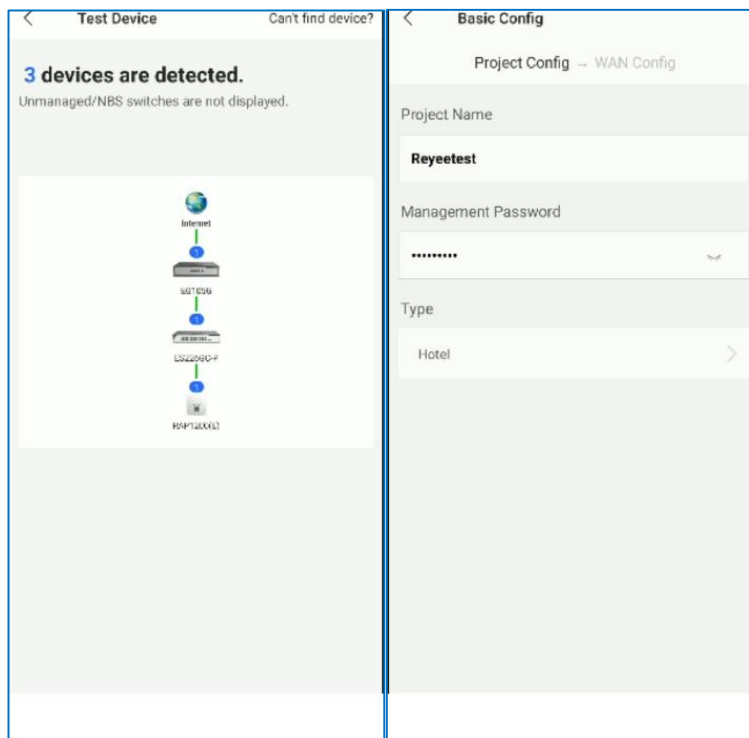 Test Device
Can't find device?
3 devices are detected.
Unmanaged/NBS switches are not displayed.
Internet
1
EG105G
1
1
Basic Config
Project Config → WAN Config
Project Name
Reyeetest
Management Password
•••••••••
Type
Hotel